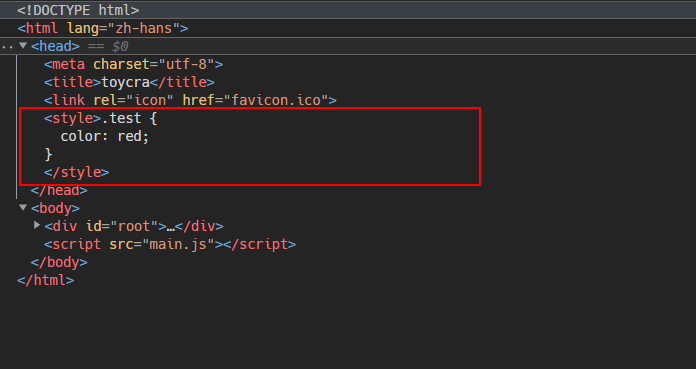 <!DOCTYPE html>
<html lang="zh-hans">
..▼<head> == $0
<meta charset="utf-8">
<title>toycra</title>
<link rel="icon" href="favicon.ico">
<style>.test {
color: red;
}
</style>
</head>
▼<body>
▶<div id="root">…</div>
<script src="main.js"></script>
</body>
</html>